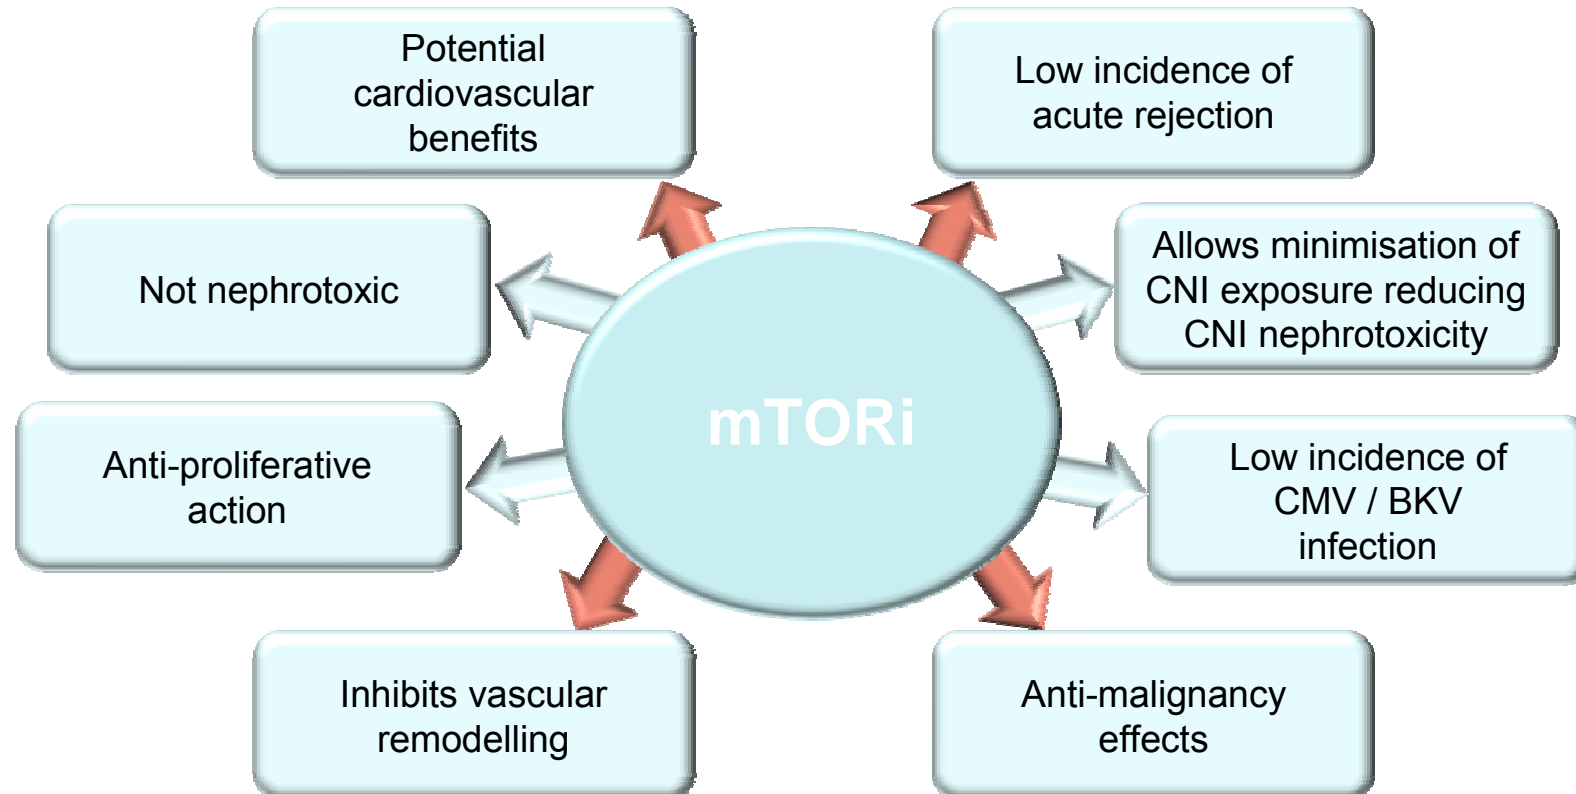 Potential
cardiovascular
benefits
Low incidence of
acute rejection
Not nephrotoxic
Allows minimisation of
CNI exposure reducing
CNI nephrotoxicity
mTORi
Anti-proliferative
action
Low incidence of
CMV / BKV
infection
Inhibits vascular
remodelling
Anti-malignancy
effects